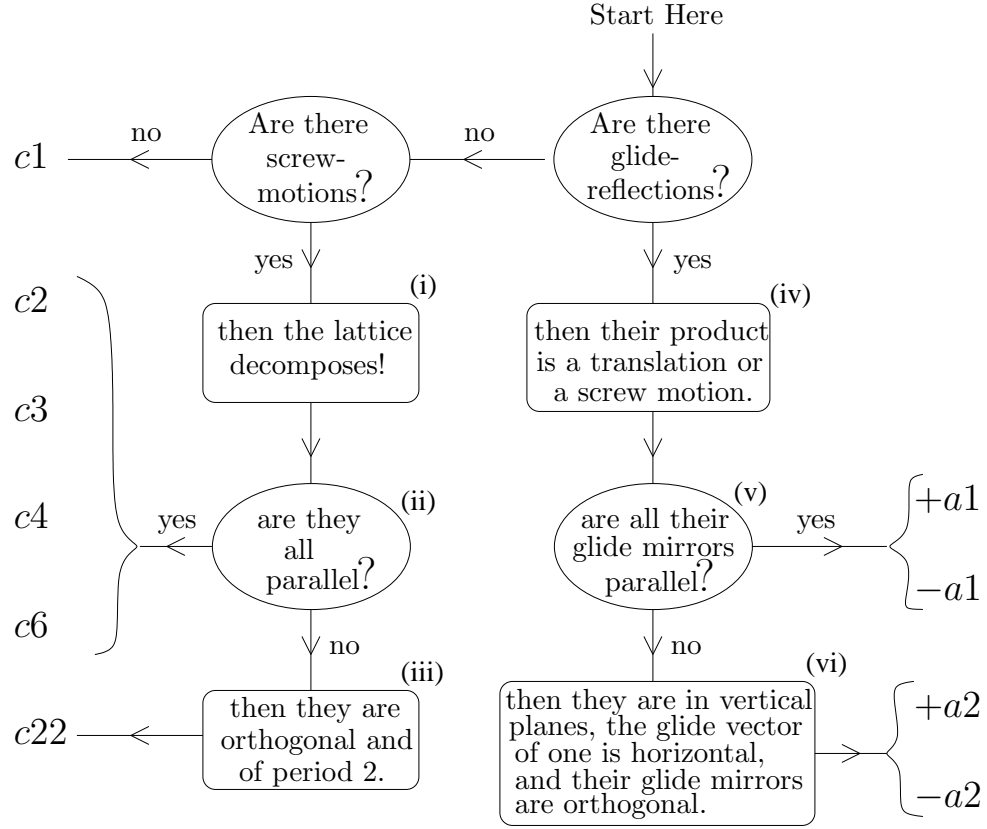 Start Here
Are there
glide-
reflections?
no
Are there
screw-
motions?
no
c1
yes
yes
(i)
then the lattice
decomposes!
(iv)
then their product
is a translation or
a screw motion.
c2
c3
c4
c6
(ii)
are they
all
parallel?
yes
(v)
are all their
glide mirrors
parallel?
yes
+a1
−a1
no
no
(iii)
then they are
orthogonal and
of period 2.
c22
(vi)
then they are in vertical
planes, the glide vector
of one is horizontal,
and their glide mirrors
are orthogonal.
+a2
−a2